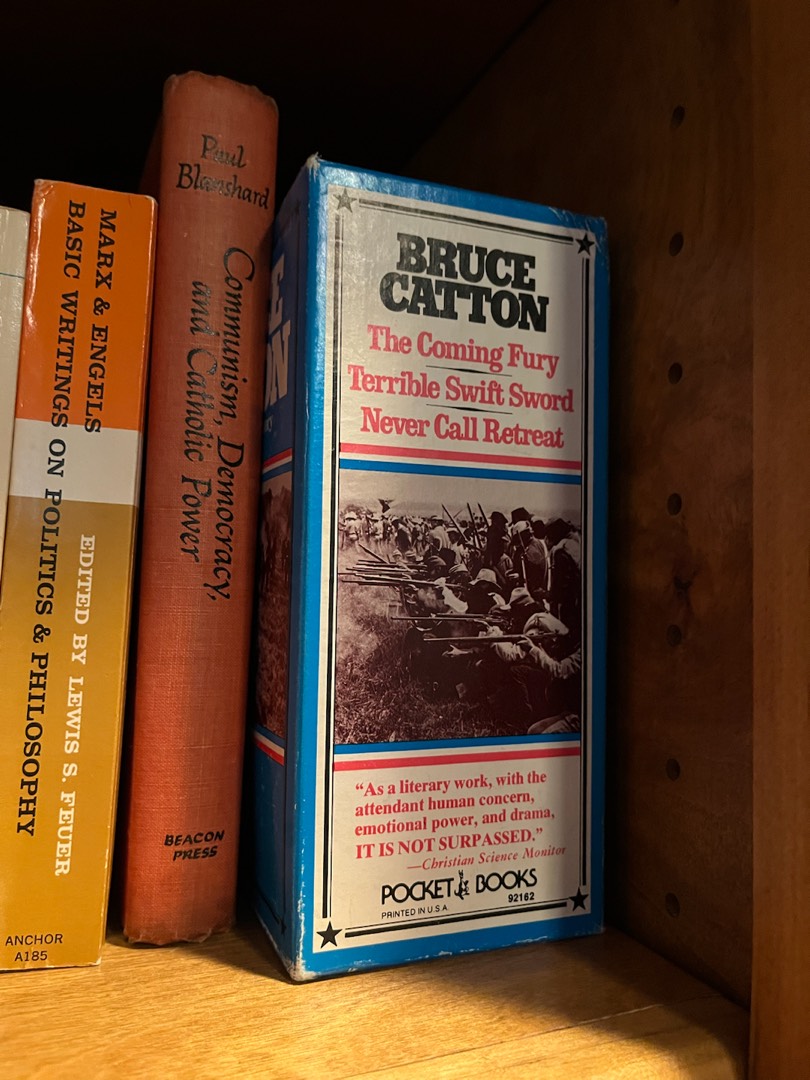 MARX & ENGELS
BASIC WRITINGS ON POLITICS & PHILOSOPHY
EDITED BY LEWIS S. FEUER
ANCHOR
A185
Paul
Blanshard
Communism, Democracy,
and Catholic Power
BEACON
PRESS
BRUCE
CATTON
The Coming Fury
Terrible Swift Sword
Never Call Retreat
"As a literary work, with the
attendant human concern,
emotional power, and drama,
IT IS NOT SURPASSED."
—Christian Science Monitor
POCKET BOOKS
PRINTED IN U.S.A.
92162